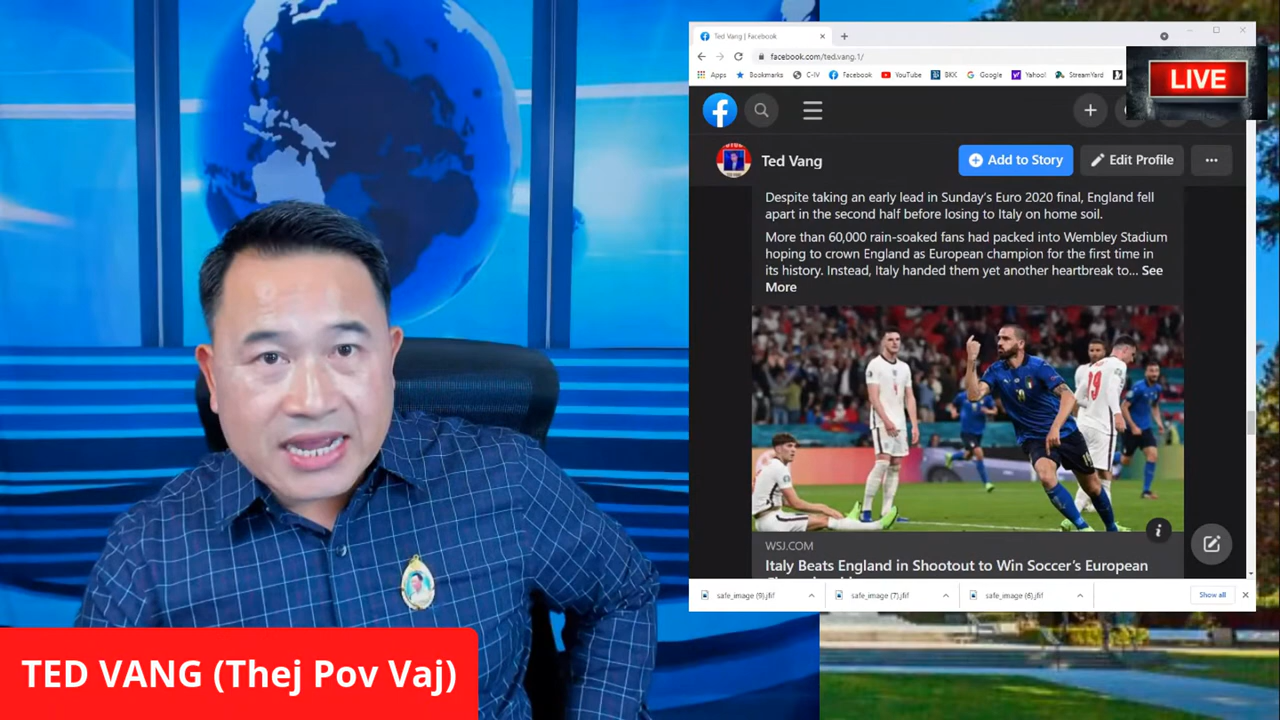 Ted Vang | Facebook
facebook.com/ted.vang.1/
Apps Bookmarks C-IV Facebook YouTube BKK Google Yahoo! StreamYard
LIVE
Ted Vang
Add to Story
Edit Profile
Despite taking an early lead in Sunday's Euro 2020 final, England fell
apart in the second half before losing to Italy on home soil.
More than 60,000 rain-soaked fans had packed into Wembley Stadium
hoping to crown England as European champion for the first time in
its history. Instead, Italy handed them yet another heartbreak to... See
More
19
WSJ.COM
Italy Beats England in Shootout to Win Soccer's European
safe_image (9).jfif
safe_image (7).jfif
safe_image (6).jfif
Show all
TED VANG (Thej Pov Vaj)